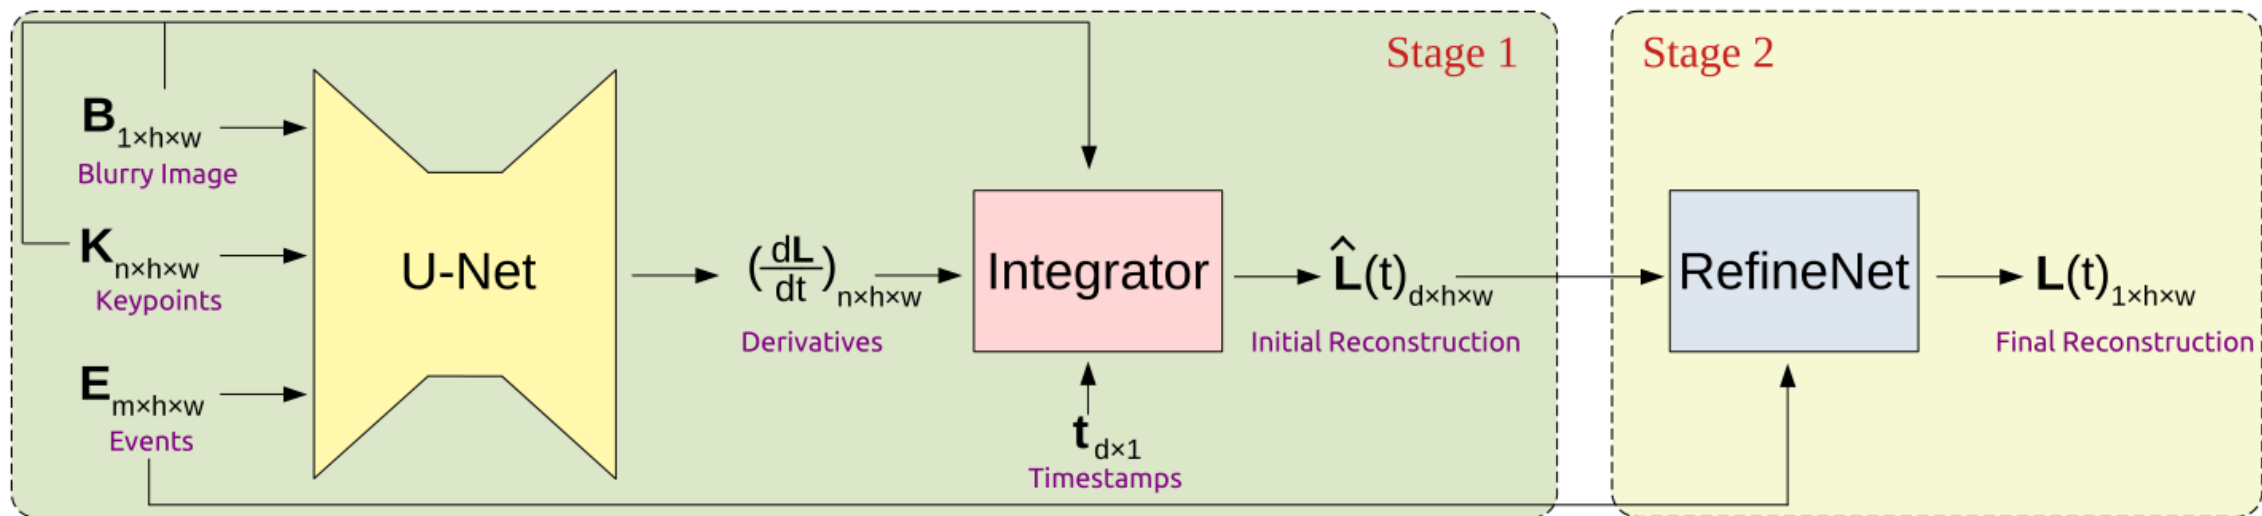 Stage 1
B 1×h×w
Blurry Image
K n×h×w
Keypoints
E m×h×w
Events
U-Net
(dL/dt) n×h×w
Derivatives
Integrator
t d×1
Timestamps
L̂(t) d×h×w
Initial Reconstruction
Stage 2
RefineNet
L(t) 1×h×w
Final Reconstruction